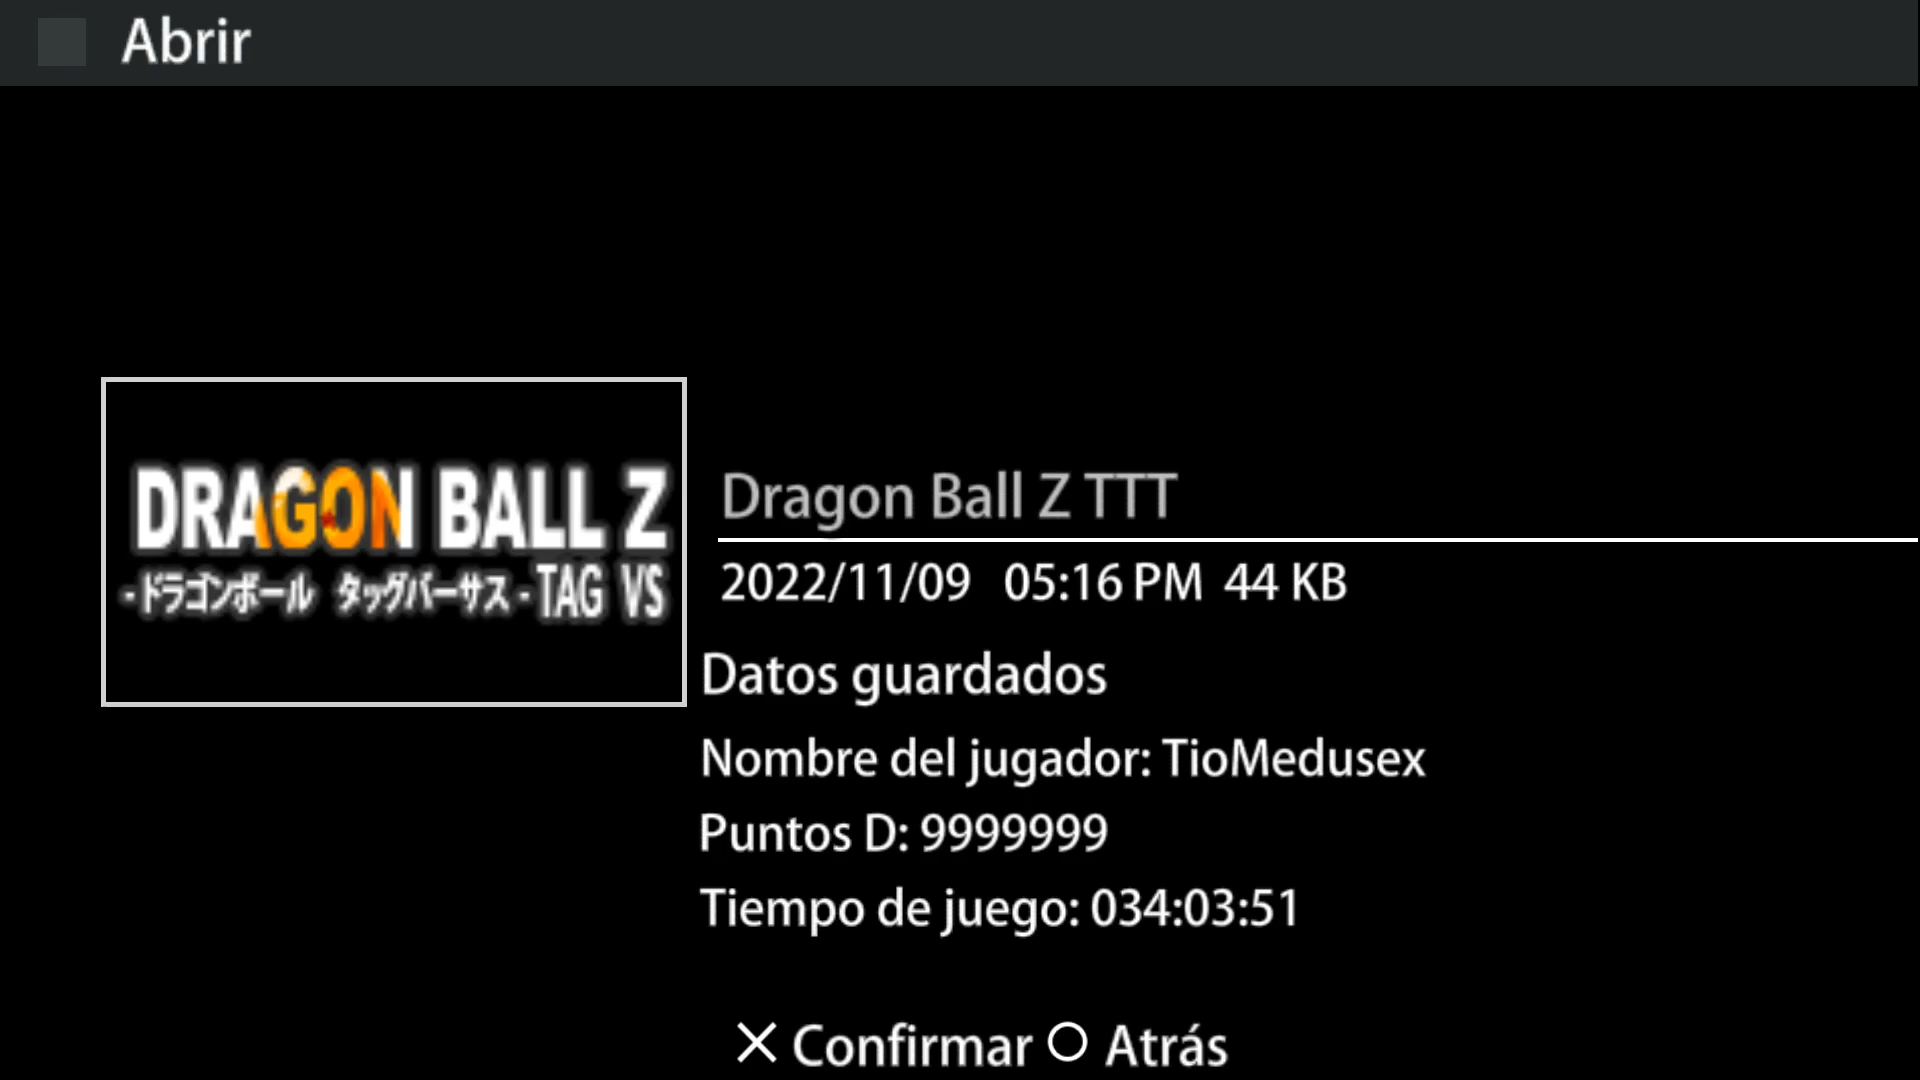 Abrir
DRAGON BALL Z
-ドラゴンボール タッグバーサス- TAG VS
Dragon Ball Z TTT
2022/11/09 05:16 PM 44 KB
Datos guardados
Nombre del jugador: TioMedusex
Puntos D: 9999999
Tiempo de juego: 034:03:51
Confirmar Atrás